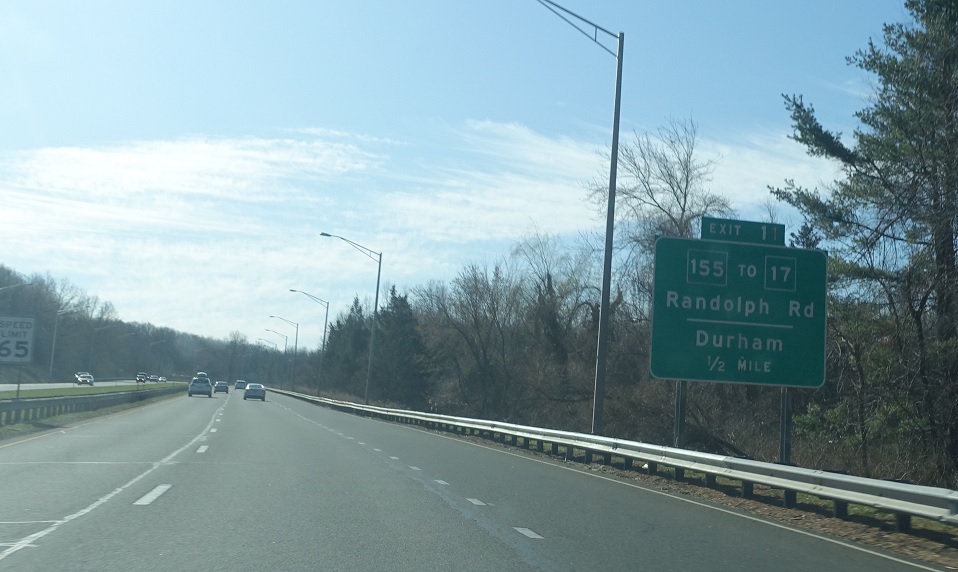 SPEED
LIMIT
65
EXIT 11
155 TO 17
Randolph Rd
Durham
1/2 MILE